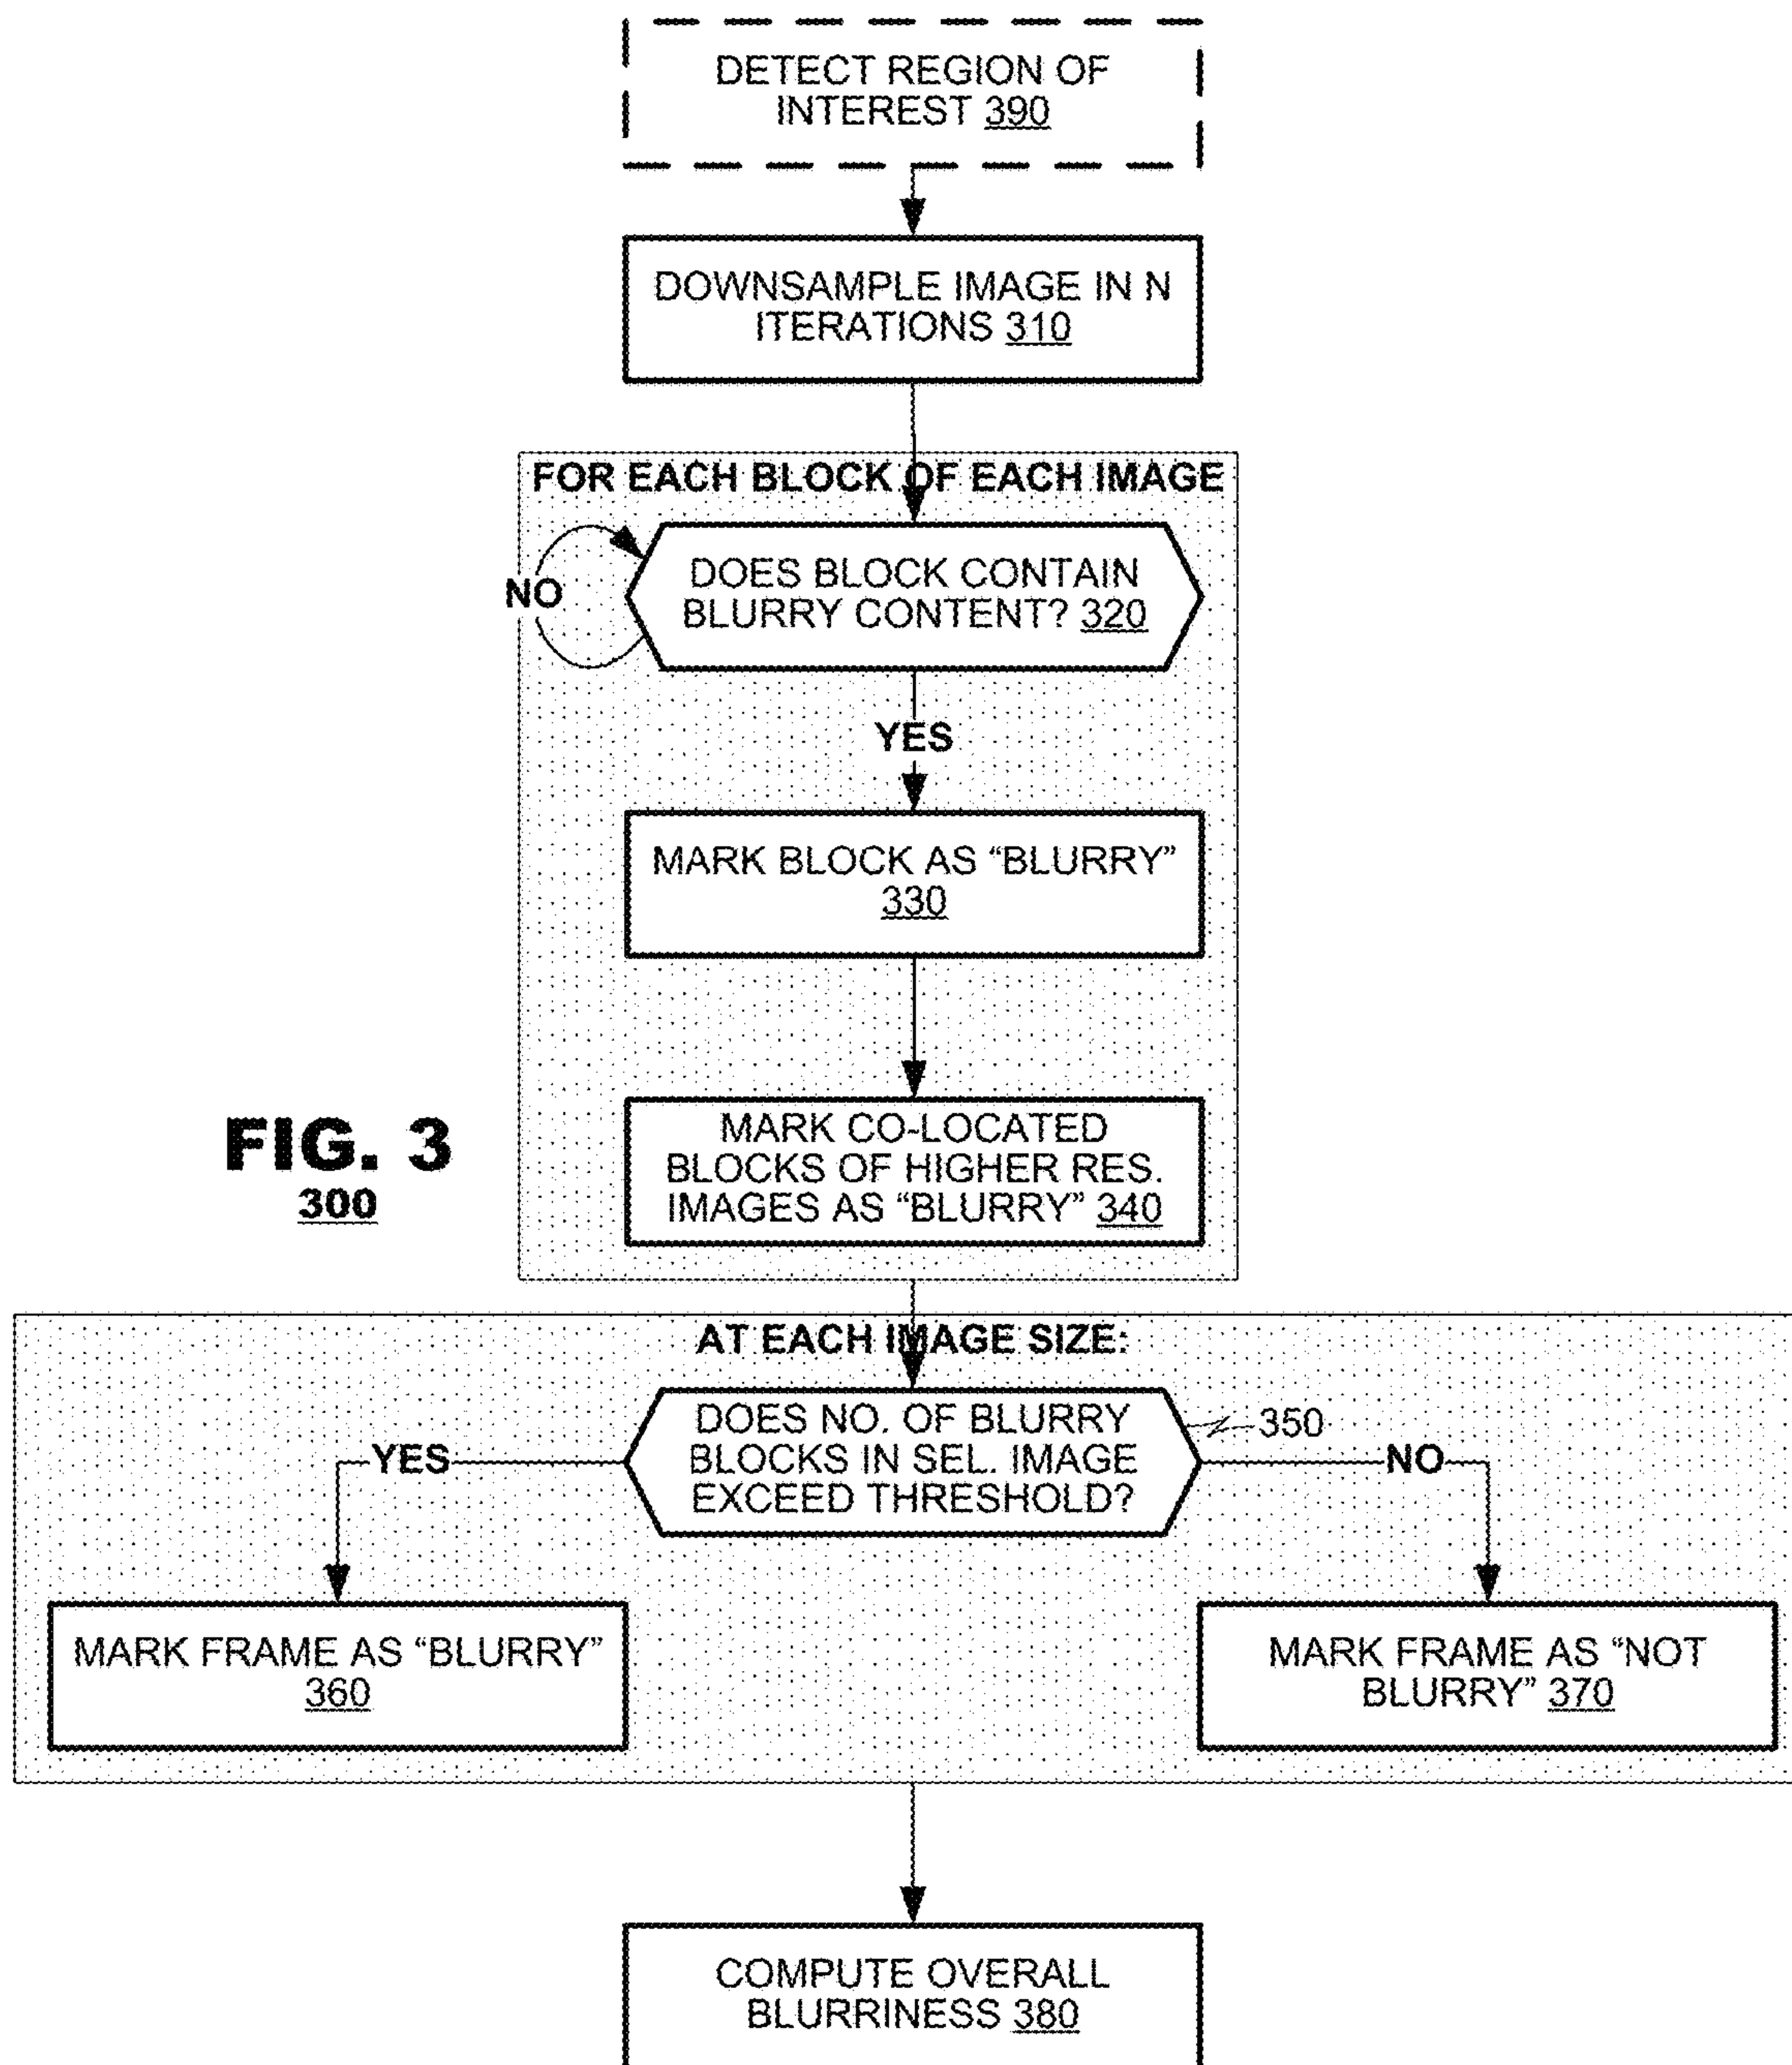 DETECT REGION OF
INTEREST 390
DOWNSAMPLE IMAGE IN N
ITERATIONS 310
FOR EACH BLOCK OF EACH IMAGE
DOES BLOCK CONTAIN
BLURRY CONTENT? 320
NO
YES
MARK BLOCK AS “BLURRY”
330
MARK CO-LOCATED
BLOCKS OF HIGHER RES.
IMAGES AS “BLURRY” 340
FIG. 3
300
AT EACH IMAGE SIZE:
DOES NO. OF BLURRY
BLOCKS IN SEL. IMAGE
EXCEED THRESHOLD?
350
YES
NO
MARK FRAME AS “BLURRY”
360
MARK FRAME AS “NOT
BLURRY” 370
COMPUTE OVERALL
BLURRINESS 380